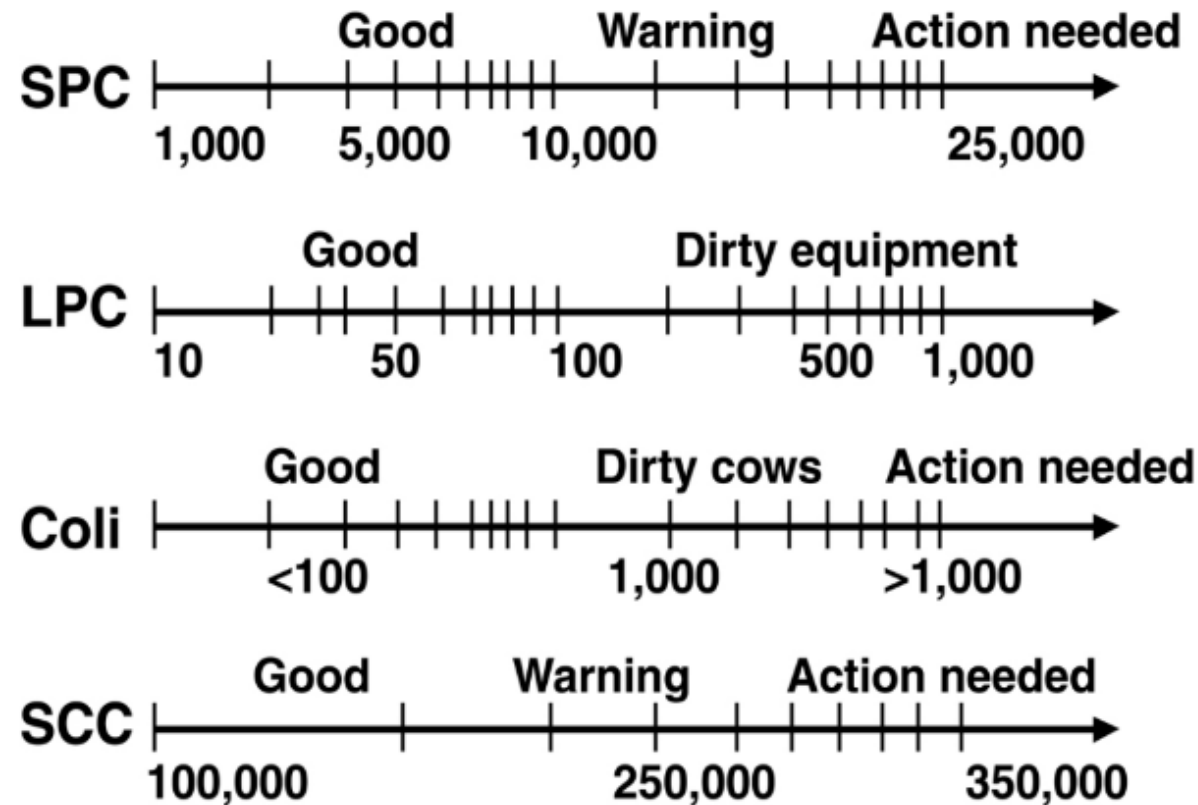 Good Warning Action needed
SPC
1,000 5,000 10,000 25,000
Good Dirty equipment
LPC
10 50 100 500 1,000
Good Dirty cows Action needed
Coli
<100 1,000 >1,000
Good Warning Action needed
SCC
100,000 250,000 350,000